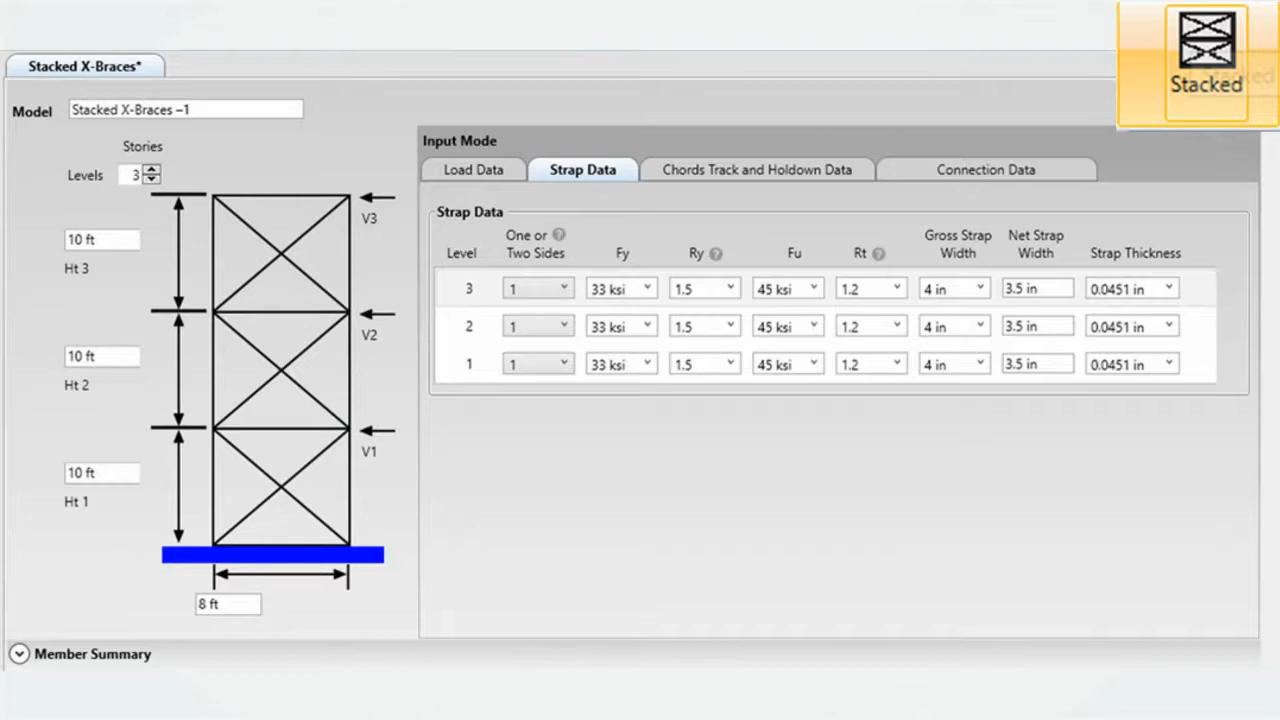 Stacked
Stacked X-Braces*
Model
Stacked X-Braces –1
Stories
Levels 3
V3
10 ft
Ht 3
V2
10 ft
Ht 2
V1
10 ft
Ht 1
8 ft
Input Mode
Load Data
Strap Data
Chords Track and Holdown Data
Connection Data
Strap Data
Level
One or ?
Two Sides
Fy
Ry ?
Fu
Rt ?
Gross Strap
Width
Net Strap
Width
Strap Thickness
3 1 33 ksi 1.5 45 ksi 1.2 4 in 3.5 in 0.0451 in
2 1 33 ksi 1.5 45 ksi 1.2 4 in 3.5 in 0.0451 in
1 1 33 ksi 1.5 45 ksi 1.2 4 in 3.5 in 0.0451 in
Member Summary